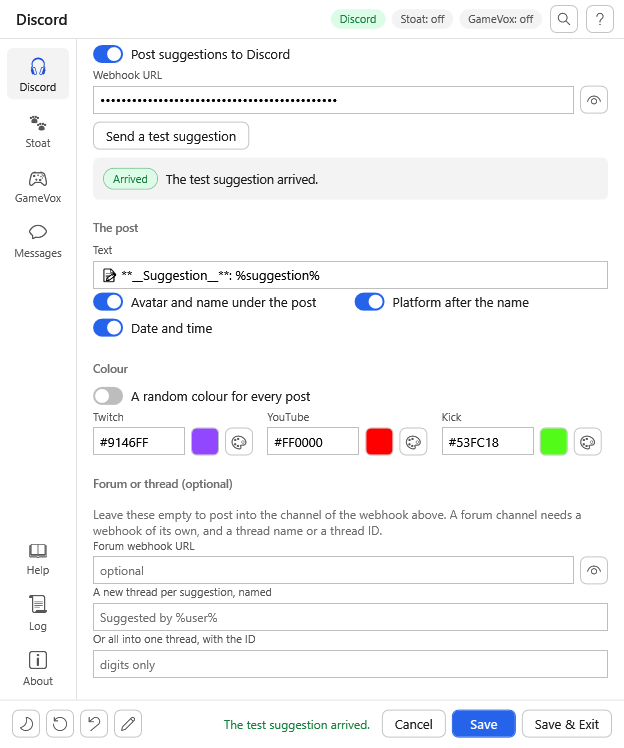 Discord
Discord
Stoat: off
GameVox: off
?
Discord
Stoat
GameVox
Messages
Help
Log
About
Post suggestions to Discord
Webhook URL
••••••••••••••••••••••••••••••••••••••••••••
Send a test suggestion
Arrived
The test suggestion arrived.
The post
Text
📝 **__Suggestion__**: %suggestion%
Avatar and name under the post
Platform after the name
Date and time
Colour
A random colour for every post
Twitch
YouTube
Kick
#9146FF
#FF0000
#53FC18
Forum or thread (optional)
Leave these empty to post into the channel of the webhook above. A forum channel needs a
webhook of its own, and a thread name or a thread ID.
Forum webhook URL
optional
A new thread per suggestion, named
Suggested by %user%
Or all into one thread, with the ID
digits only
The test suggestion arrived.
Cancel
Save
Save & Exit